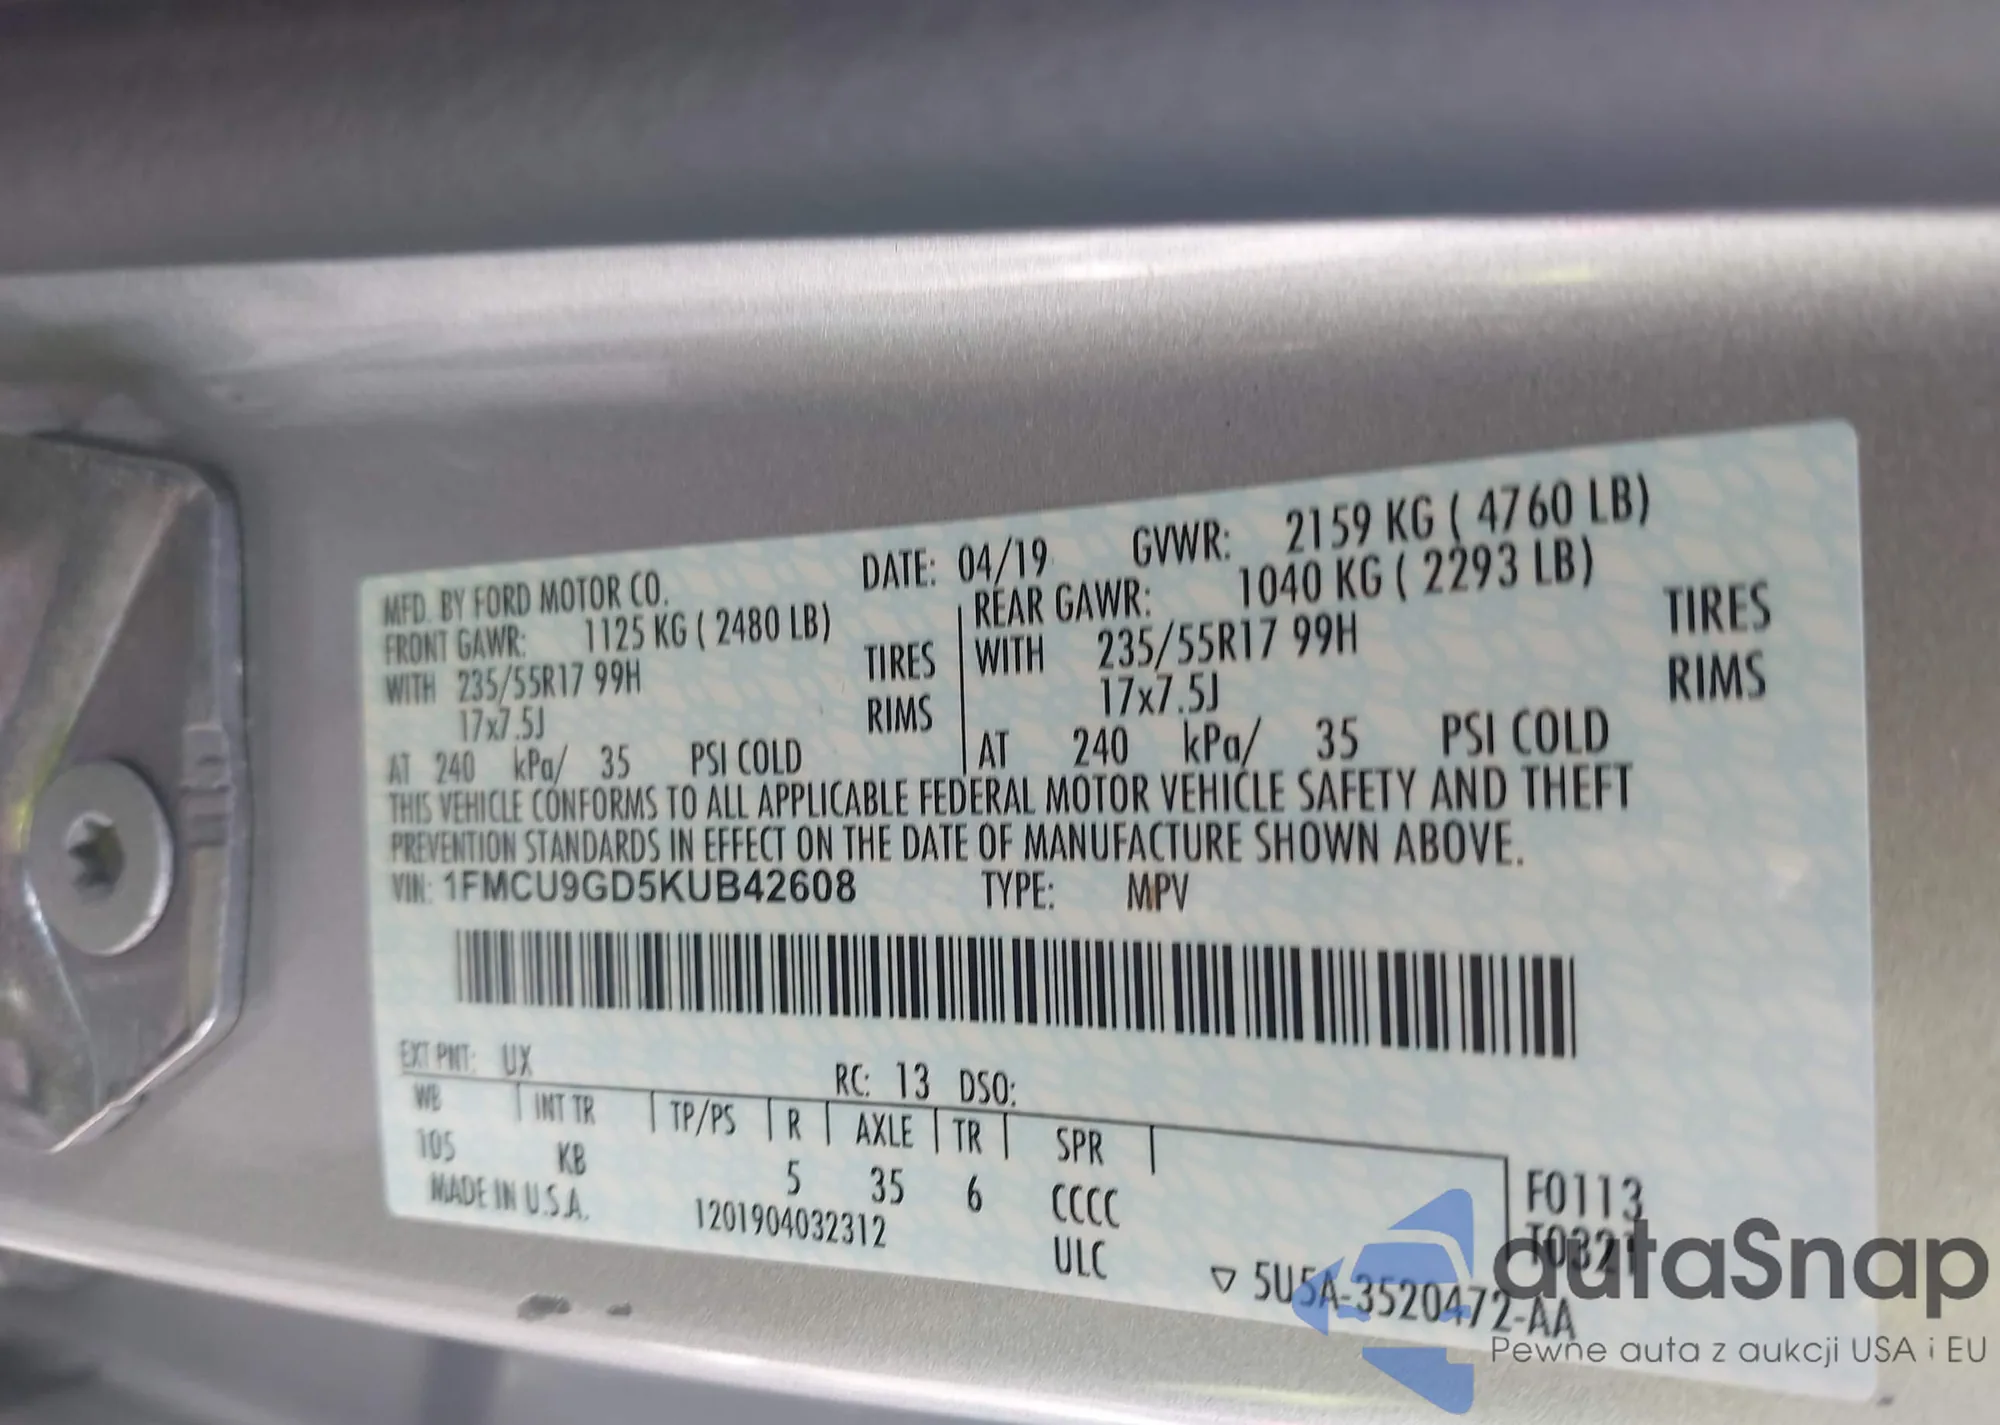 MFD. BY FORD MOTOR CO. DATE: 04/19 GVWR: 2159 KG ( 4760 LB)
FRONT GAWR: 1125 KG ( 2480 LB) REAR GAWR: 1040 KG ( 2293 LB)
WITH 235/55R17 99H TIRES WITH 235/55R17 99H TIRES
17x7.5J RIMS 17x7.5J RIMS
AT 240 kPa/ 35 PSI COLD AT 240 kPa/ 35 PSI COLD
THIS VEHICLE CONFORMS TO ALL APPLICABLE FEDERAL MOTOR VEHICLE SAFETY AND THEFT
PREVENTION STANDARDS IN EFFECT ON THE DATE OF MANUFACTURE SHOWN ABOVE.
VIN: 1FMCU9GD5KUB42608 TYPE: MPV
EXT PNT: UX RC: 13 DSO:
WB INT TR TP/PS R AXLE TR SPR
105 KB 5 35 6 CCCC F0113
MADE IN U.S.A. 1201904032312 ULC T0321
▽ 5U5A-3520472-AA
autaSnap
Pewne auta z aukcji USA i EU